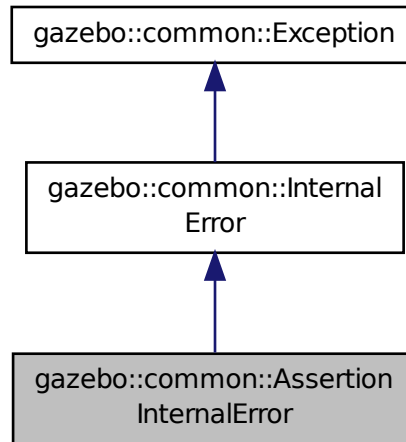 gazebo::common::Exception
gazebo::common::Internal
Error
gazebo::common::Assertion
InternalError